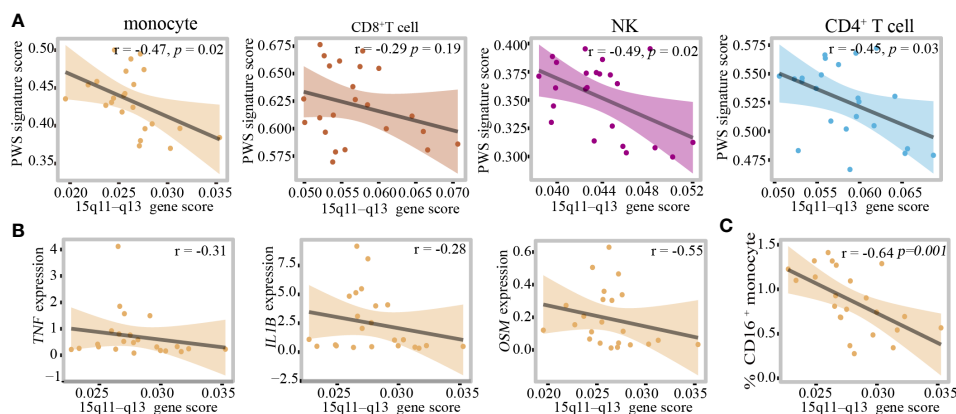 A
monocyte
CD8+T cell
NK
CD4+ T cell
r = -0.47, p = 0.02
r = -0.29 p = 0.19
r = -0.49, p = 0.02
r = -0.45, p = 0.03
PWS signature score
0.50
0.45
0.40
0.35
PWS signature score
0.675
0.650
0.625
0.600
0.575
PWS signature score
0.400
0.375
0.350
0.325
0.300
PWS signature score
0.575
0.550
0.525
0.500
0.475
0.020 0.025 0.030 0.035
0.050 0.055 0.060 0.065 0.070
0.040 0.044 0.048 0.052
0.050 0.055 0.060 0.065
15q11–q13 gene score
15q11–q13 gene score
15q11–q13 gene score
15q11–q13 gene score
B
r = -0.31
r = -0.28
r = -0.55
TNF expression
4
3
2
1
0
−1
IL1B expression
7.5
5.0
2.5
0.0
−2.5
OSM expression
0.6
0.4
0.2
0.0
0.025 0.030 0.035
0.025 0.030 0.035
0.020 0.025 0.030 0.035
15q11–q13 gene score
15q11–q13 gene score
15q11–q13 gene score
C
r = -0.64 p=0.001
% CD16+ monocyte
1.5
1.0
0.5
0.0
0.025 0.030 0.035
15q11–q13 gene score